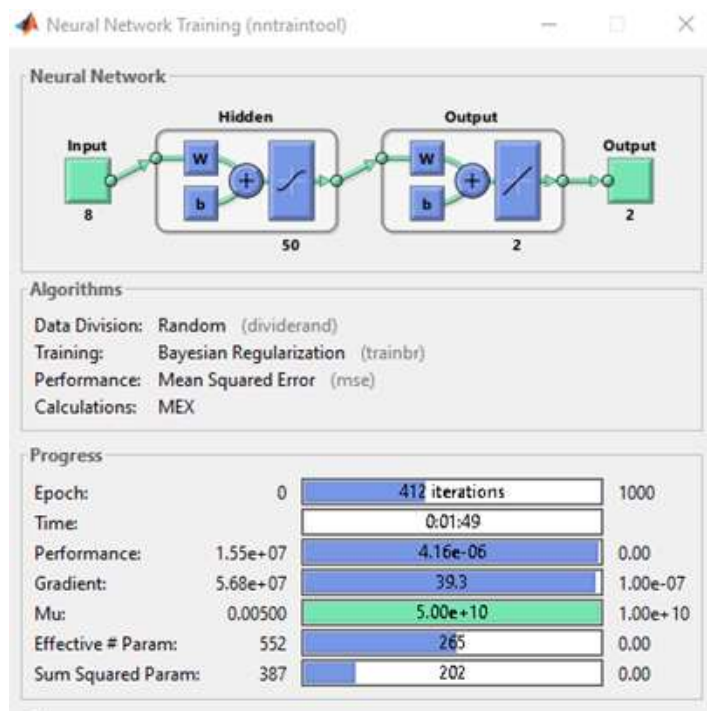 Neural Network Training (nntraintool)
Neural Network
Hidden Output
Input Output
W W
b b
8 50 2 2
Algorithms
Data Division: Random (dividerand)
Training: Bayesian Regularization (trainbr)
Performance: Mean Squared Error (mse)
Calculations: MEX
Progress
Epoch: 0 412 iterations 1000
Time: 0:01:49
Performance: 1.55e+07 4.16e-06 0.00
Gradient: 5.68e+07 39.3 1.00e-07
Mu: 0.00500 5.00e+10 1.00e+10
Effective # Param: 552 265 0.00
Sum Squared Param: 387 202 0.00